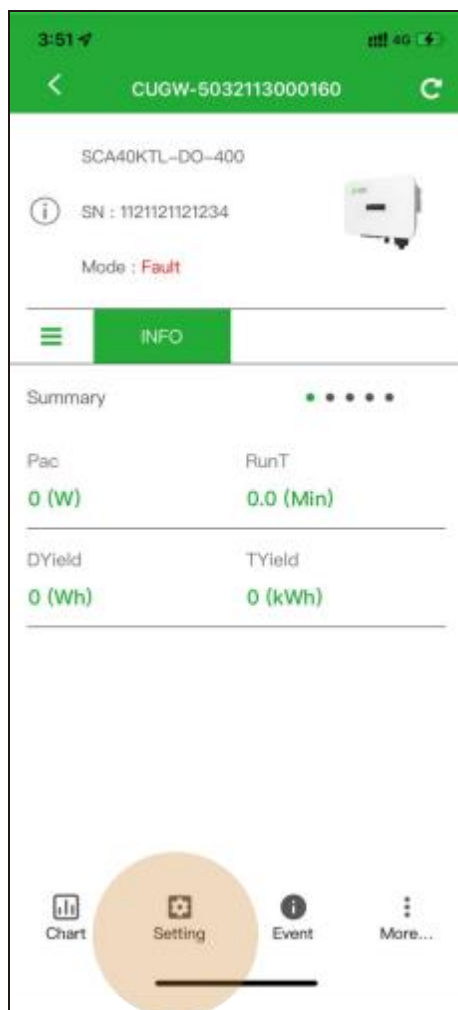 3:51 4G
CUGW-5032113000160
SCA40KTL-DO-400
SN : 1121121121234
Mode : Fault
INFO
Summary
Pac RunT
0 (W) 0.0 (Min)
DYield TYield
0 (Wh) 0 (kWh)
Chart Setting Event More...